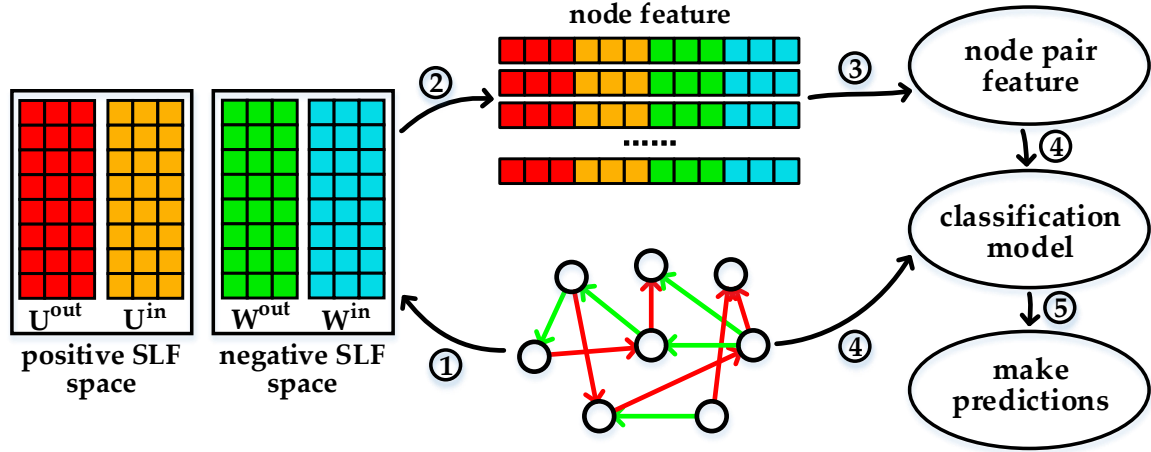 node feature
②
③
node pair
feature
④
classification
model
⑤
make
predictions
④
①
U^out U^in
W^out W^in
positive SLF
space
negative SLF
space
......